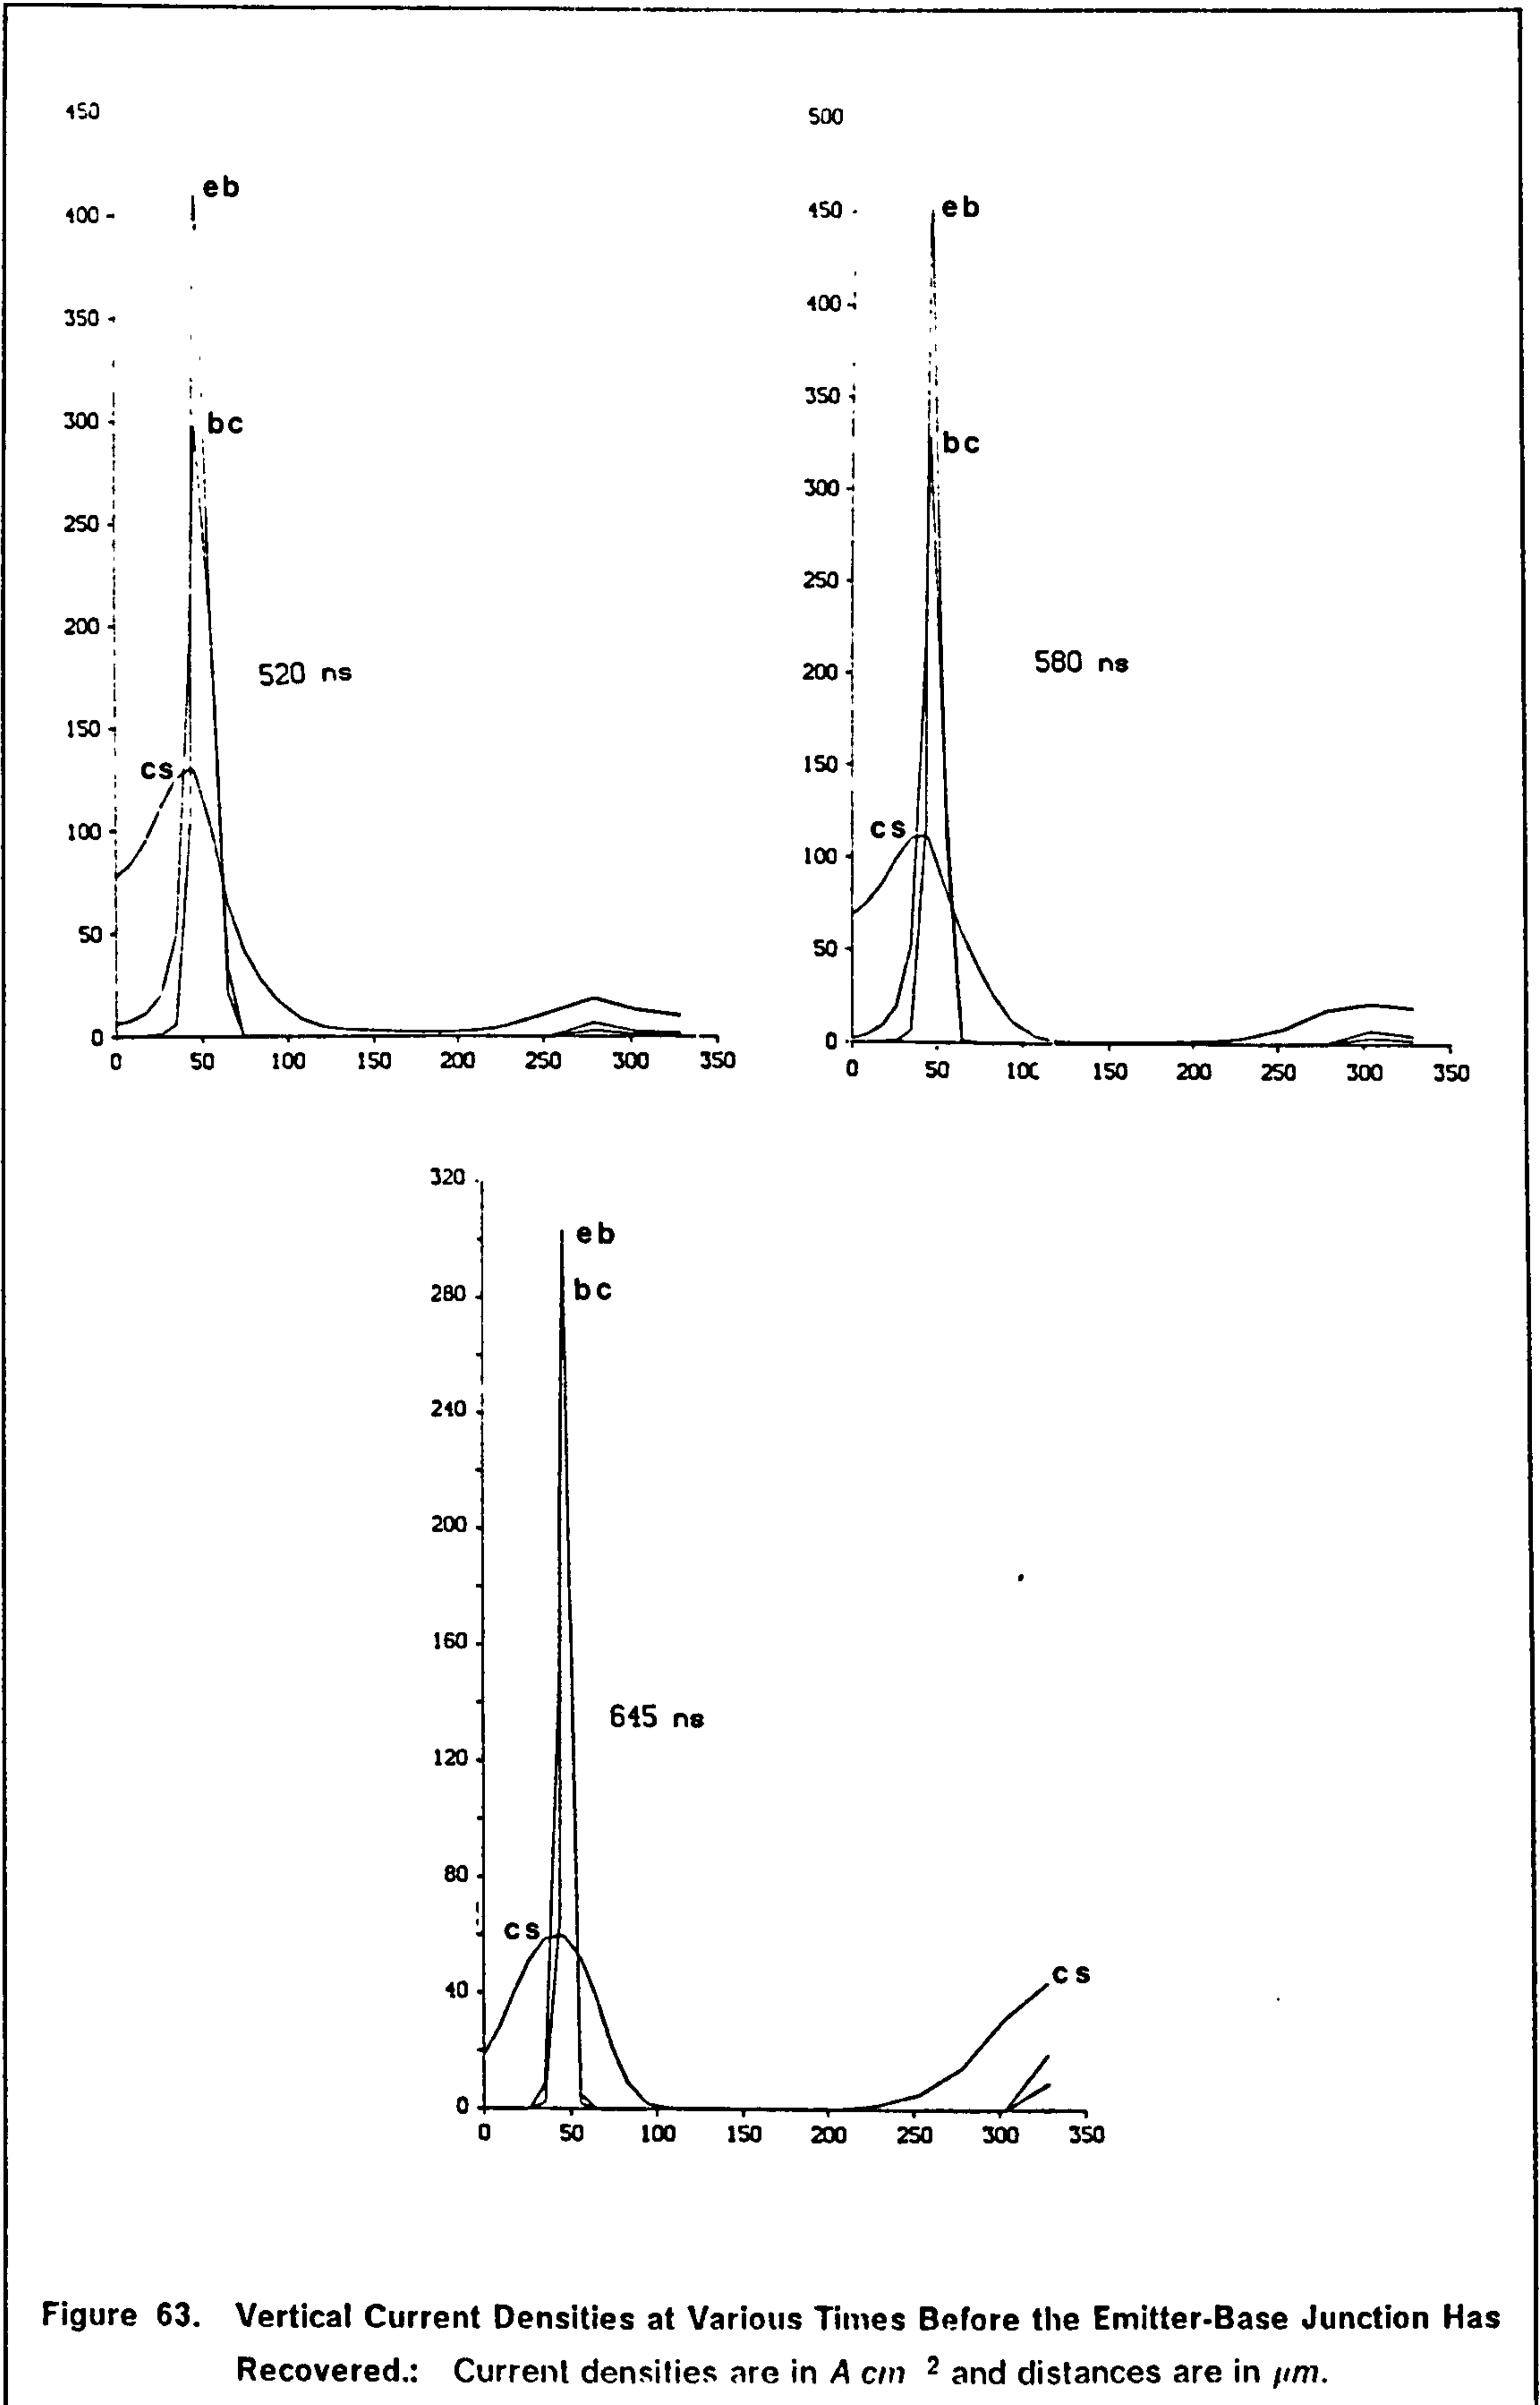 450
400
350
300
250
200
150
100
50
0
eb
bc
cs
520 ns
0 50 100 150 200 250 300 350
500
450
400
350
300
250
200
150
100
50
0
eb
bc
cs
580 ns
0 50 10C 150 200 250 300 350
320
280
240
200
160
120
80
40
0
eb
bc
645 ns
cs
cs
0 50 100 150 200 250 300 350
Figure 63. Vertical Current Densities at Various Times Before the Emitter-Base Junction Has
Recovered.: Current densities are in A cm 2 and distances are in μm.